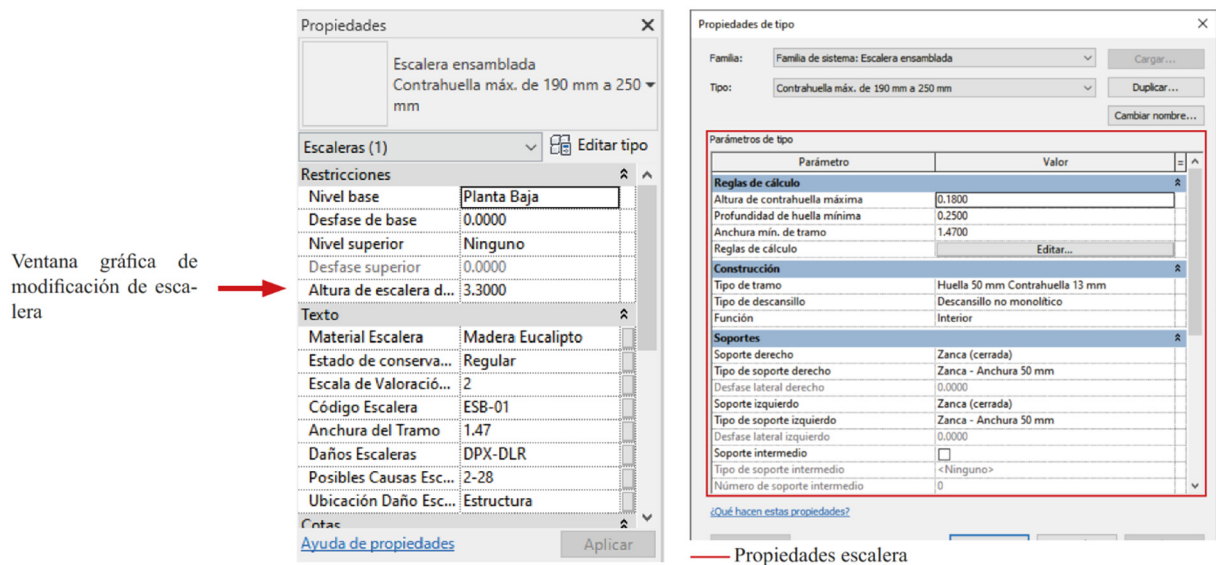 Ventana gráfica de
modificación de esca-
lera
Propiedades
Escalera ensamblada
Contrahuella máx. de 190 mm a 250
mm
Escaleras (1)
Editar tipo
Restricciones
Nivel base Planta Baja
Desfase de base 0.0000
Nivel superior Ninguno
Desfase superior 0.0000
Altura de escalera d... 3.3000
Texto
Material Escalera Madera Eucalipto
Estado de conserva... Regular
Escala de Valoració... 2
Código Escalera ESB-01
Anchura del Tramo 1.47
Daños Escaleras DPX-DLR
Posibles Causas Esc... 2-28
Ubicación Daño Esc... Estructura
Cotas
Ayuda de propiedades Aplicar
Propiedades de tipo
Familia: Familia de sistema: Escalera ensamblada Cargar...
Tipo: Contrahuella máx. de 190 mm a 250 mm Duplicar...
Cambiar nombre...
Parámetros de tipo
Parámetro Valor =
Reglas de cálculo
Altura de contrahuella máxima 0.1800
Profundidad de huella mínima 0.2500
Anchura mín. de tramo 1.4700
Reglas de cálculo Editar...
Construcción
Tipo de tramo Huella 50 mm Contrahuella 13 mm
Tipo de descansillo Descansillo no monolítico
Función Interior
Soportes
Soporte derecho Zanca (cerrada)
Tipo de soporte derecho Zanca - Anchura 50 mm
Desfase lateral derecho 0.0000
Soporte izquierdo Zanca (cerrada)
Tipo de soporte izquierdo Zanca - Anchura 50 mm
Desfase lateral izquierdo 0.0000
Soporte intermedio
Tipo de soporte intermedio <Ninguno>
Número de soporte intermedio 0
¿Qué hacen estas propiedades?
Propiedades escalera